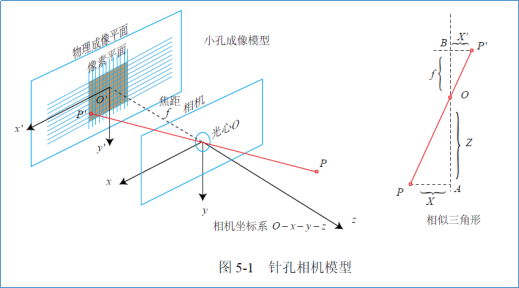 物理成像平面
像素平面
小孔成像模型
O'
焦距
f
相机
x'
P'
y'
光心O
P
x
y
z
相机坐标系 O－x－y－z
B
X'
P'
f
O
Z
P
A
X
相似三角形
图 5-1 针孔相机模型